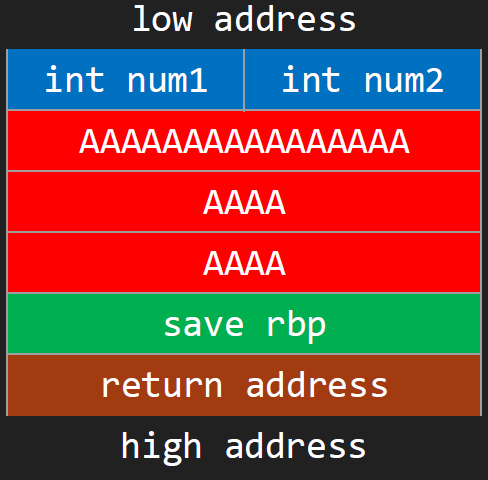 low address
int num1 int num2
AAAAAAAAAAAAAAAA
AAAA
AAAA
save rbp
return address
high address